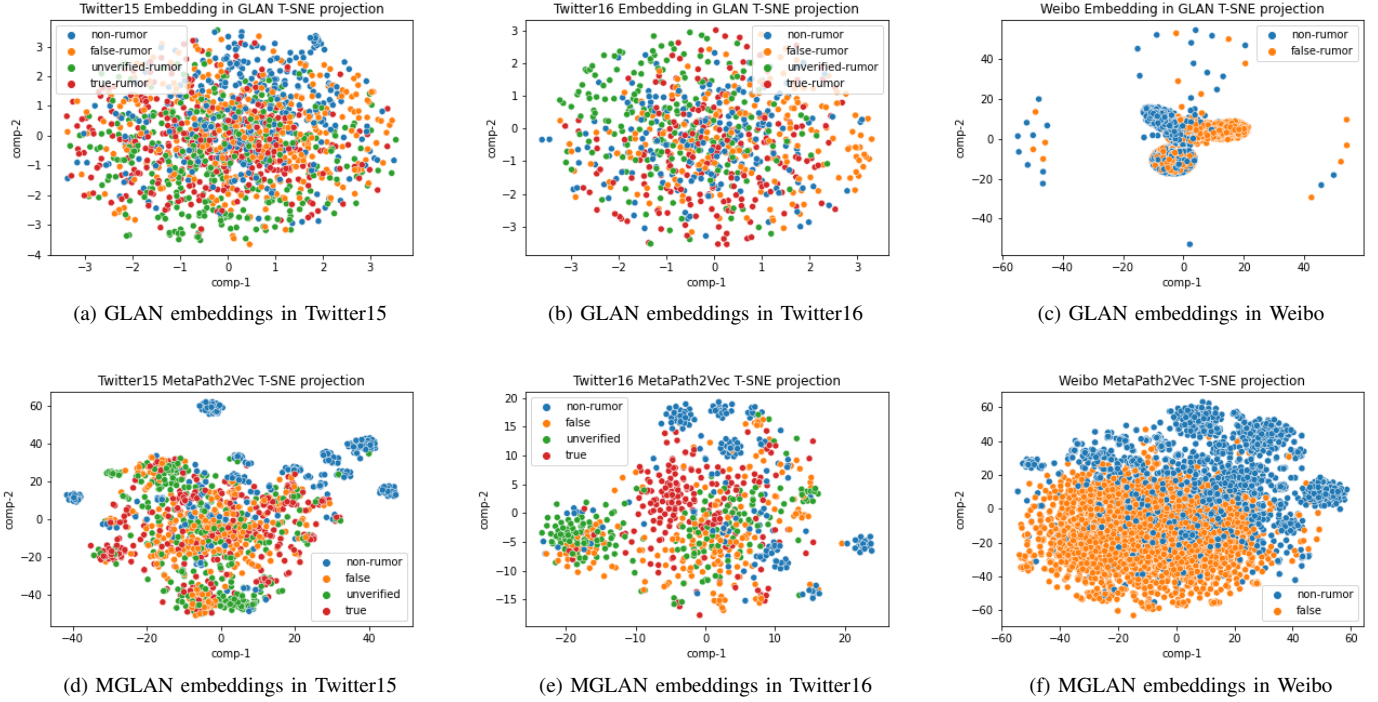 Twitter15 Embedding in GLAN T-SNE projection
3
2
1
0
−1
−2
−3
−4
comp-2
non-rumor
false-rumor
unverified-rumor
true-rumor
−3 −2 −1 0 1 2 3
comp-1
(a) GLAN embeddings in Twitter15
Twitter16 Embedding in GLAN T-SNE projection
3
2
1
0
−1
−2
−3
comp-2
non-rumor
false-rumor
unverified-rumor
true-rumor
−3 −2 −1 0 1 2 3
comp-1
(b) GLAN embeddings in Twitter16
Weibo Embedding in GLAN T-SNE projection
40
20
0
−20
−40
comp-2
non-rumor
false-rumor
−60 −40 −20 0 20 40
comp-1
(c) GLAN embeddings in Weibo
Twitter15 MetaPath2Vec T-SNE projection
60
40
20
0
−20
−40
comp-2
non-rumor
false
unverified
true
−40 −20 0 20 40
comp-1
(d) MGLAN embeddings in Twitter15
Twitter16 MetaPath2Vec T-SNE projection
20
15
10
5
0
−5
−10
−15
comp-2
non-rumor
false
unverified
true
−20 −10 0 10 20
comp-1
(e) MGLAN embeddings in Twitter16
Weibo MetaPath2Vec T-SNE projection
60
40
20
0
−20
−40
−60
comp-2
non-rumor
false
−60 −40 −20 0 20 40 60
comp-1
(f) MGLAN embeddings in Weibo